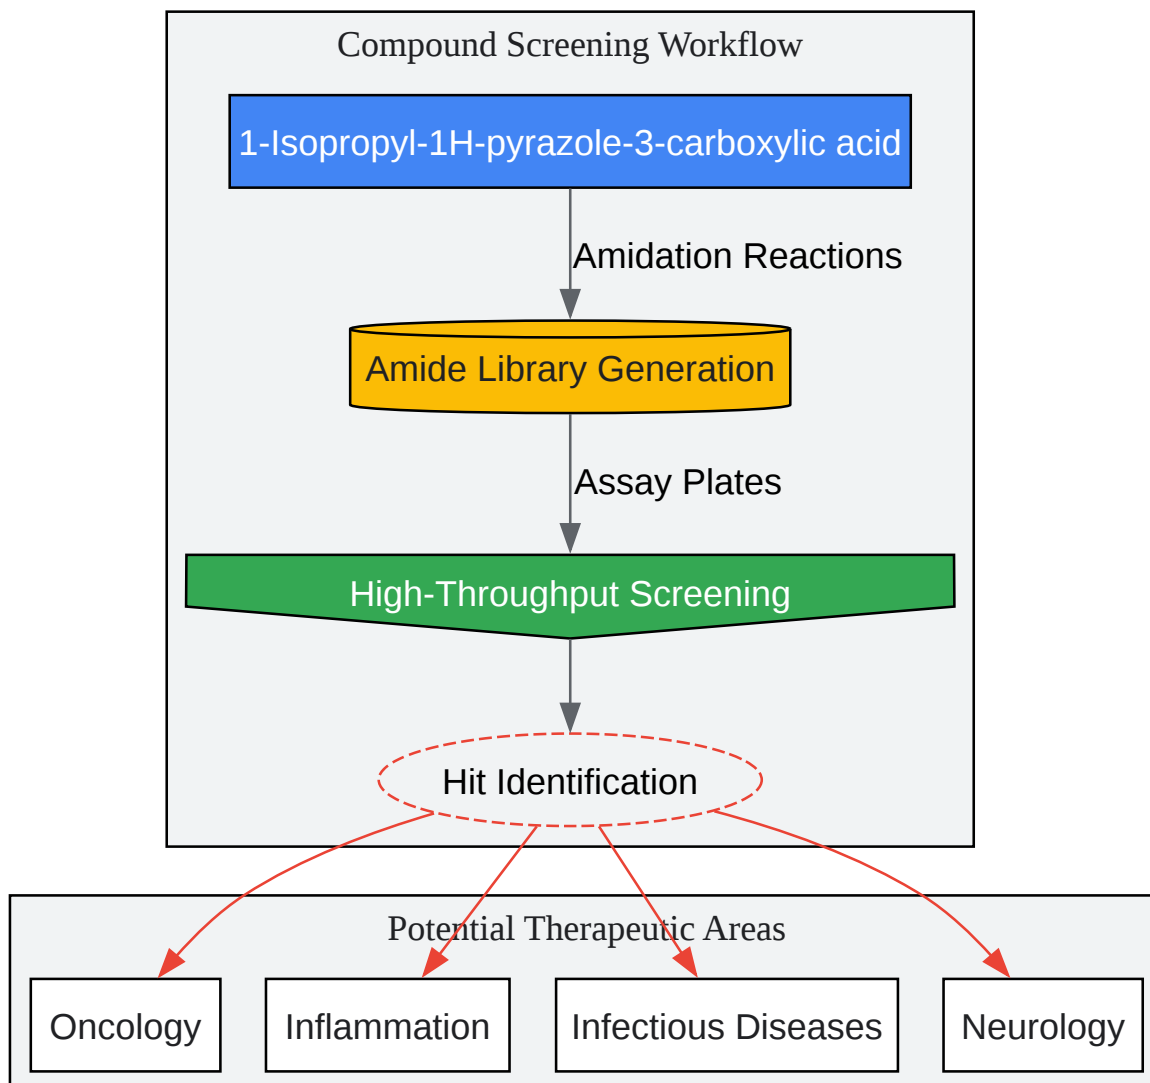 Compound Screening Workflow
1-Isopropyl-1H-pyrazole-3-carboxylic acid
Amidation Reactions
Amide Library Generation
Assay Plates
High-Throughput Screening
Hit Identification
Potential Therapeutic Areas
Oncology
Inflammation
Infectious Diseases
Neurology